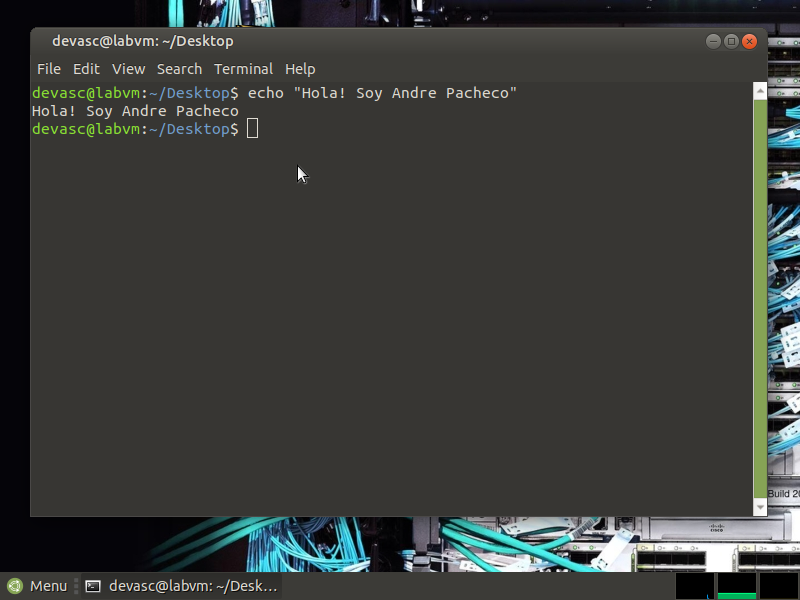 devasc@labvm: ~/Desktop
File Edit View Search Terminal Help
devasc@labvm:~/Desktop$ echo "Hola! Soy Andre Pacheco"
Hola! Soy Andre Pacheco
devasc@labvm:~/Desktop$
Build 20
CISCO
Menu devasc@labvm: ~/Desk...